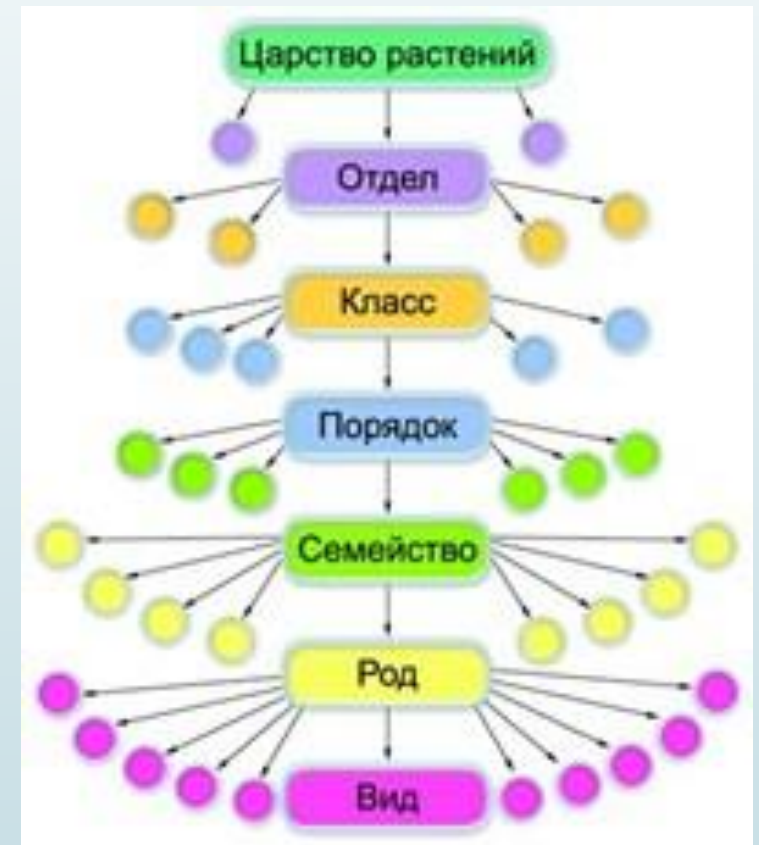 Царство растений
Отдел
Класс
Порядок
Семейство
Род
Вид